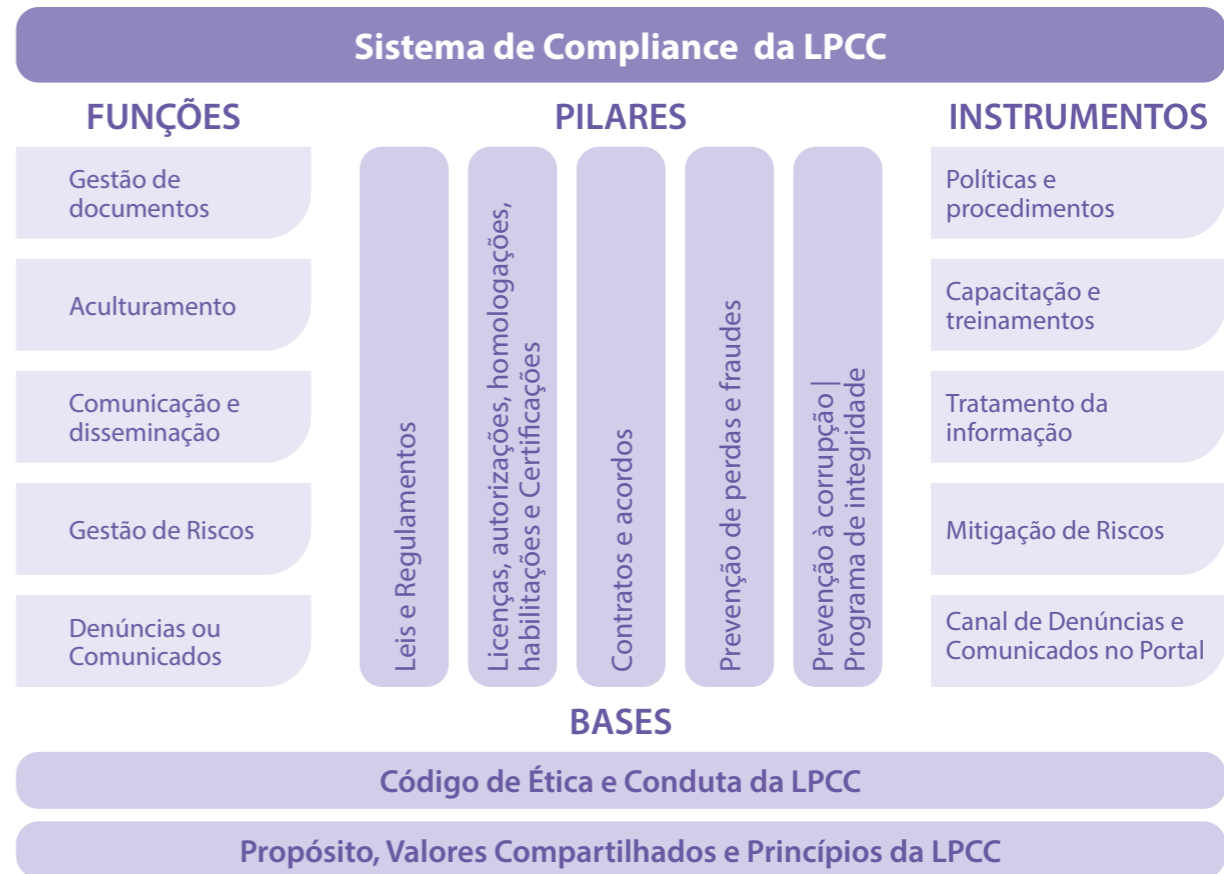 Sistema de Compliance da LPCC
FUNÇÕES
Gestão de
documentos
Aculturamento
Comunicação e
disseminação
Gestão de Riscos
Denúncias ou
Comunicados
PILARES
Leis e Regulamentos
Licenças, autorizações, homologações,
habilitações e Certificações
Contratos e acordos
Prevenção de perdas e fraudes
Prevenção à corrupção |
Programa de integridade
INSTRUMENTOS
Políticas e
procedimentos
Capacitação e
treinamentos
Tratamento da
informação
Mitigação de Riscos
Canal de Denúncias e
Comunicados no Portal
BASES
Código de Ética e Conduta da LPCC
Propósito, Valores Compartilhados e Princípios da LPCC